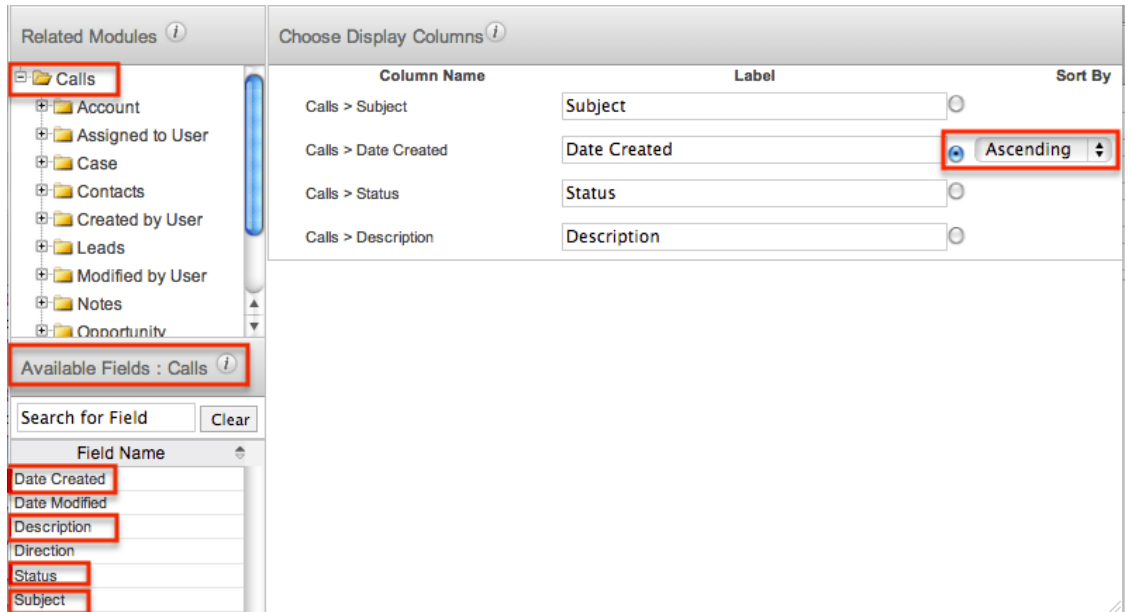 Related Modules i
Calls
Account
Assigned to User
Case
Contacts
Created by User
Leads
Modified by User
Notes
Opportunity
Available Fields : Calls i
Search for Field Clear
Field Name
Date Created
Date Modified
Description
Direction
Status
Subject
Choose Display Columns i
Column Name Label Sort By
Calls > Subject Subject
Calls > Date Created Date Created Ascending
Calls > Status Status
Calls > Description Description